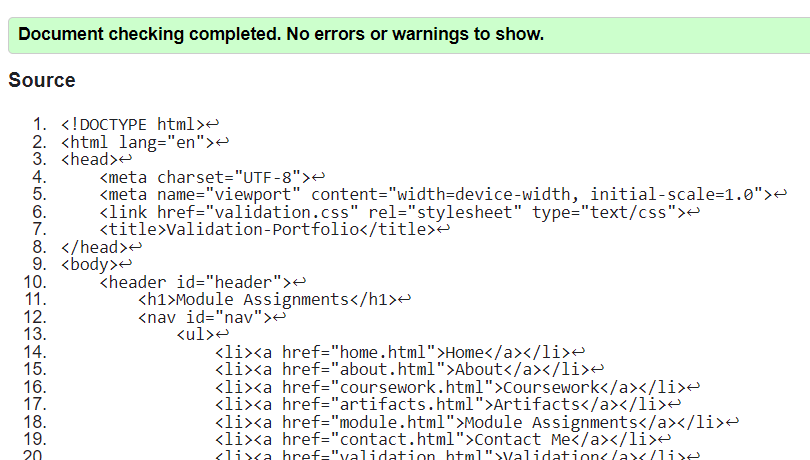 Document checking completed. No errors or warnings to show.
Source
1. <!DOCTYPE html>↩
2. <html lang="en">↩
3. <head>↩
4.     <meta charset="UTF-8">↩
5.     <meta name="viewport" content="width=device-width, initial-scale=1.0">↩
6.     <link href="validation.css" rel="stylesheet" type="text/css">↩
7.     <title>Validation-Portfolio</title>↩
8. </head>↩
9. <body>↩
10.     <header id="header">↩
11.         <h1>Module Assignments</h1>↩
12.         <nav id="nav">↩
13.             <ul>↩
14.                 <li><a href="home.html">Home</a></li>↩
15.                 <li><a href="about.html">About</a></li>↩
16.                 <li><a href="coursework.html">Coursework</a></li>↩
17.                 <li><a href="artifacts.html">Artifacts</a></li>↩
18.                 <li><a href="module.html">Module Assignments</a></li>↩
19.                 <li><a href="contact.html">Contact Me</a></li>↩
20.                 <li><a href="validation.html">Validation</a></li>↩